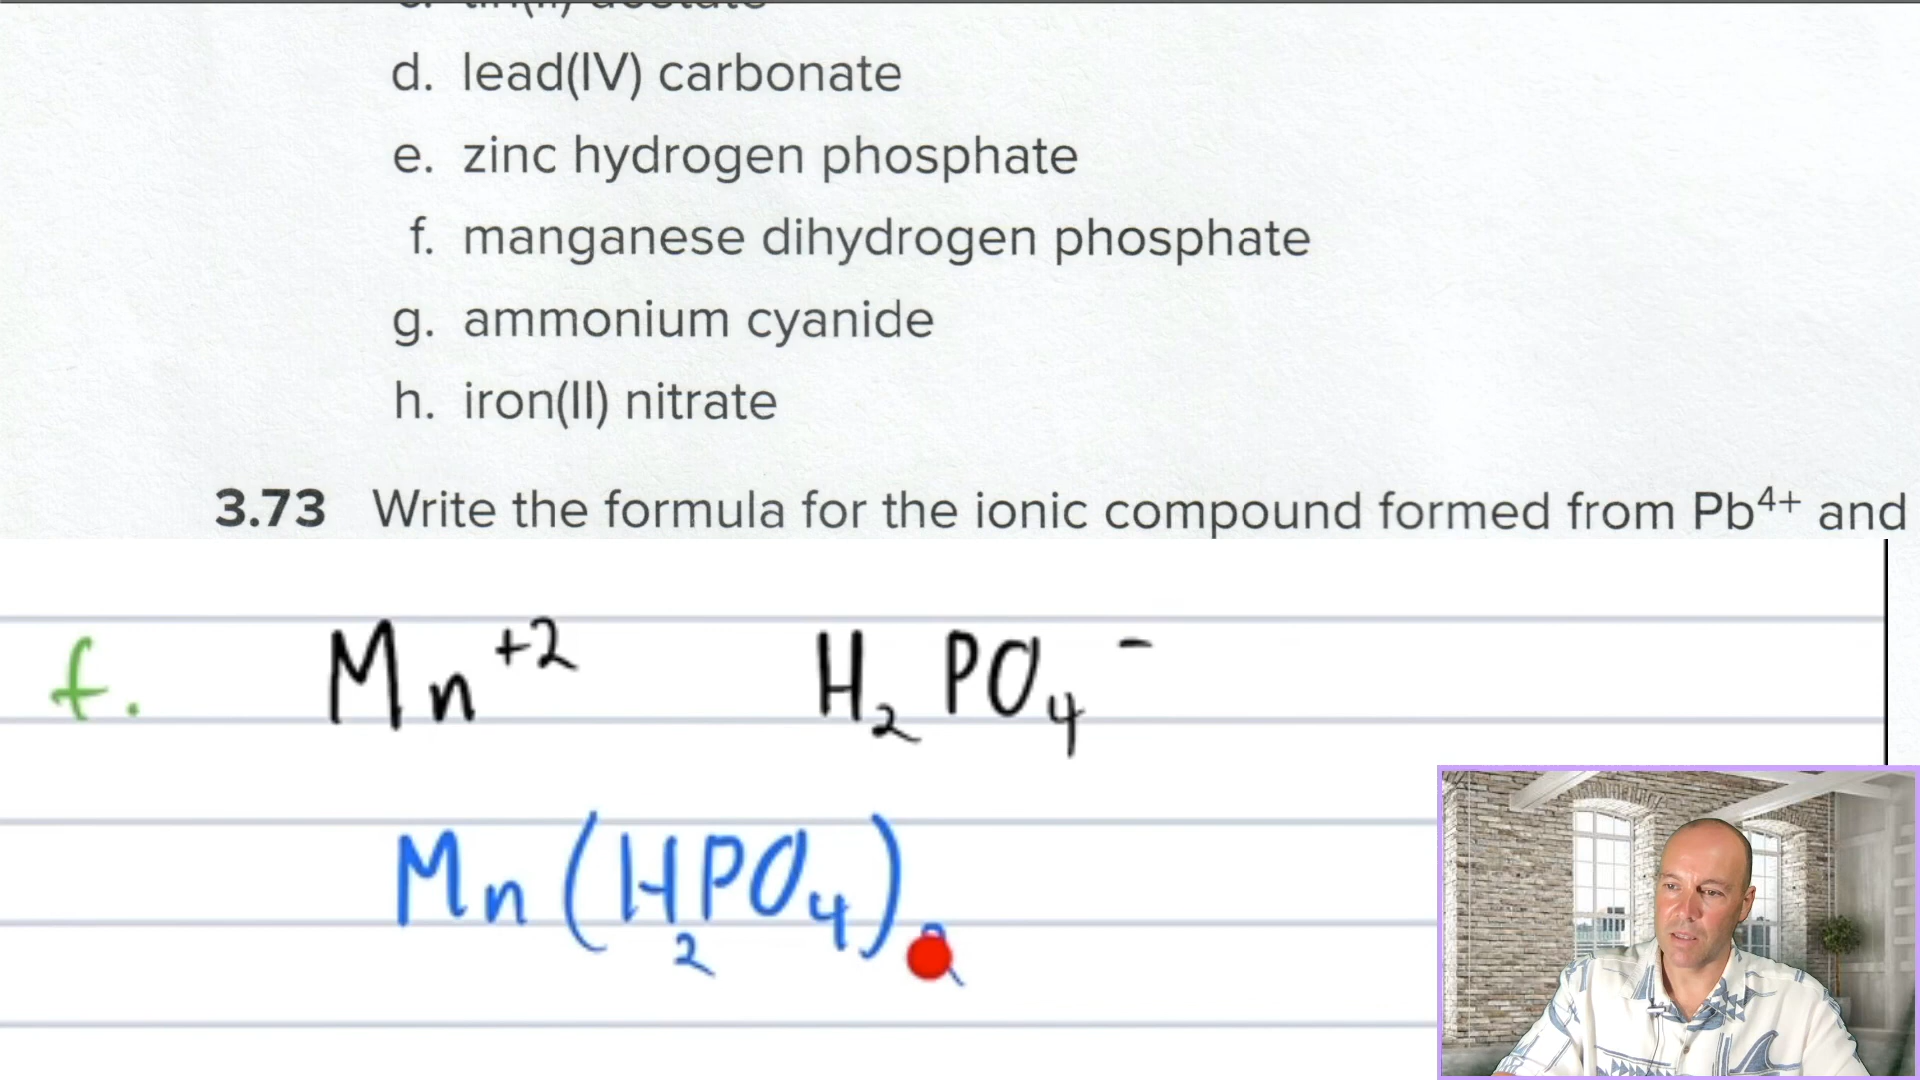 d. lead(IV) carbonate
e. zinc hydrogen phosphate
f. manganese dihydrogen phosphate
g. ammonium cyanide
h. iron(II) nitrate
3.73 Write the formula for the ionic compound formed from Pb⁴⁺ and
f. Mn⁺² H₂PO₄⁻
Mn(H₂PO₄)₂